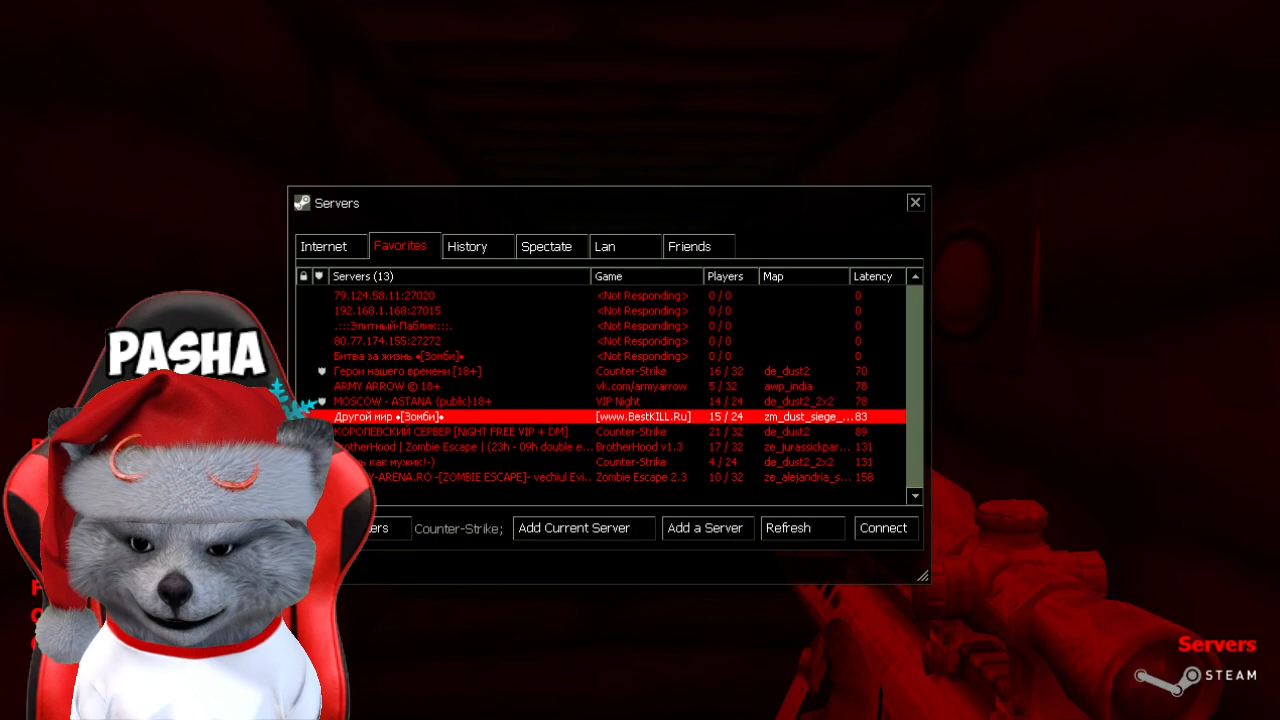 Servers
Internet Favorites History Spectate Lan Friends
Servers (13) Game Players Map Latency
79.124.58.11:27020 <Not Responding> 0 / 0 0
192.168.1.168:27015 <Not Responding> 0 / 0 0
.:::Элитный-Паблик:::. <Not Responding> 0 / 0 0
80.77.174.155:27272 <Not Responding> 0 / 0 0
Битва за жизнь •[Зомби]• <Not Responding> 0 / 0 0
Герои нашего времени [18+] Counter-Strike 16 / 32 de_dust2 70
ARMY ARROW © 18+ vk.com/armyarrow 5 / 32 awp_india 78
MOSCOW - ASTANA {public}18+ VIP Night 14 / 24 de_dust2_2x2 78
Другой мир •[Зомби]• [www.BestKILL.Ru] 15 / 24 zm_dust_siege_... 83
КОРОЛЕВСКИЙ СЕРВЕР [NiGHT FREE VIP + DM] Counter-Strike 21 / 32 de_dust2 89
rotherHood | Zombie Escape | (23h - 09h double e... BrotherHood v1.3 17 / 32 ze_jurassicpar... 131
как мужик!-) Counter-Strike 4 / 24 de_dust2_2x2 131
Y-ARENA.RO -[ZOMBIE ESCAPE]- vechiul Evi... Zombie Escape 2.3 10 / 32 ze_alejandria_s... 158
ers Counter-Strike; Add Current Server Add a Server Refresh Connect
PASHA
Servers
STEAM